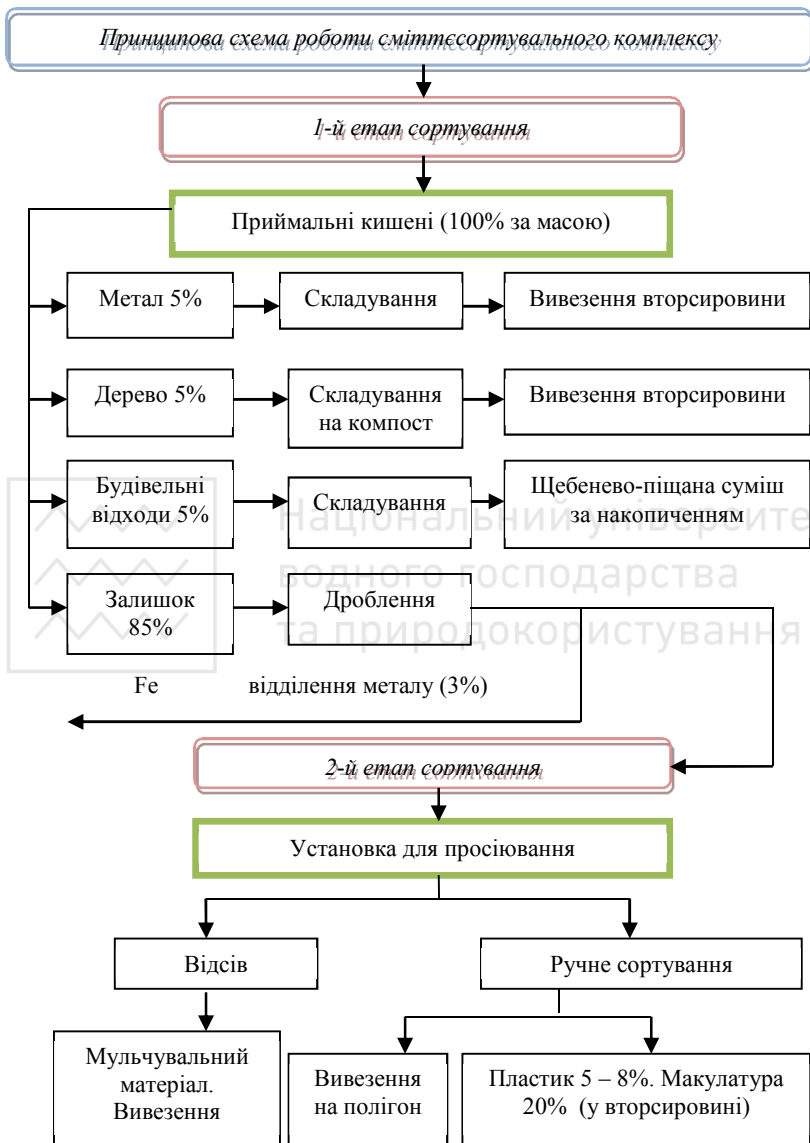 Принципова схема роботи сміттєсортувального комплексу
1-й етап сортування
Приймальні кишені (100% за масою)
Метал 5%
Складування
Вивезення вторсировини
Дерево 5%
Складування
на компост
Вивезення вторсировини
Будівельні
відходи 5%
Складування
Щебенево-піщана суміш
за накопиченням
Національний університе
водного господарства
та природокористування
Залишок
85%
Дроблення
Fe відділення металу (3%)
2-й етап сортування
Установка для просіювання
Відсів
Ручне сортування
Мульчувальний
матеріал.
Вивезення
Вивезення
на полігон
Пластик 5 – 8%. Макулатура
20% (у вторсировині)